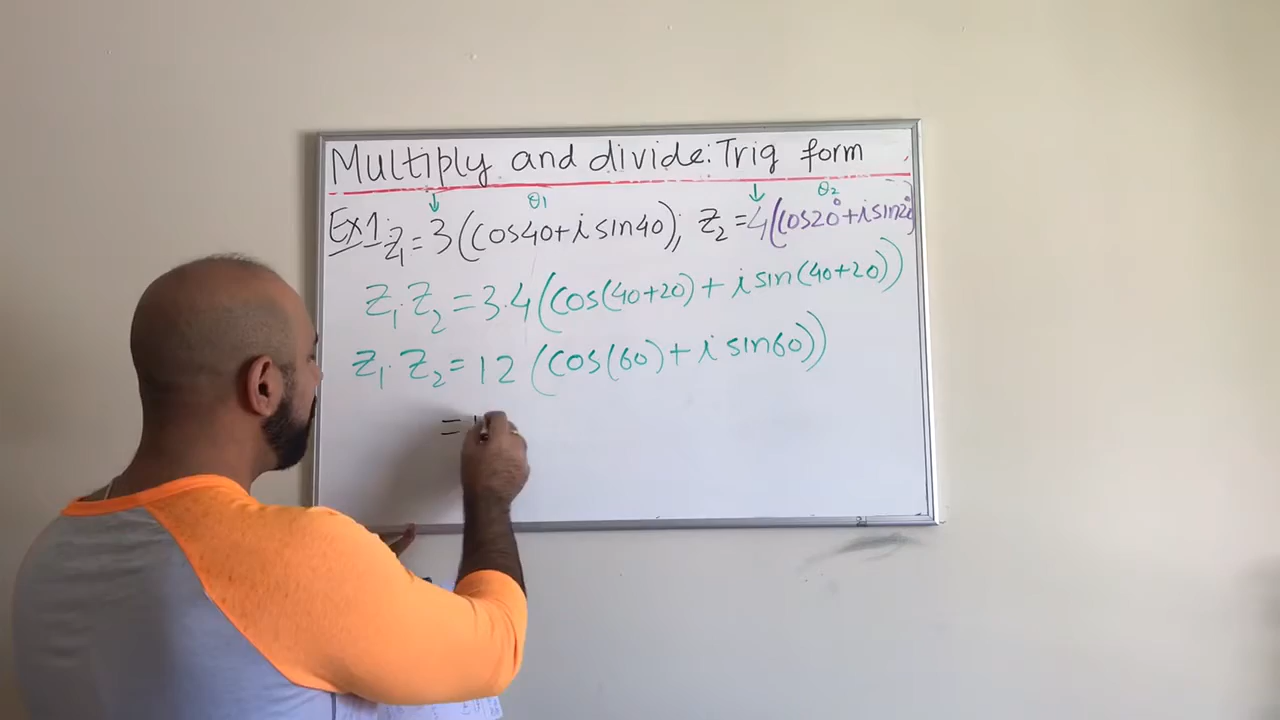 Multiply and divide: Trig form
↓ θ1 ↓ θ2
Ex1. z₁ = 3 (cos40 + i sin40); z₂ = 4 (cos20° + i sin20
z₁ z₂ = 3·4 (cos(40+20) + i sin(40+20))
z₁· z₂ = 12 (cos(60) + i sin60))
=